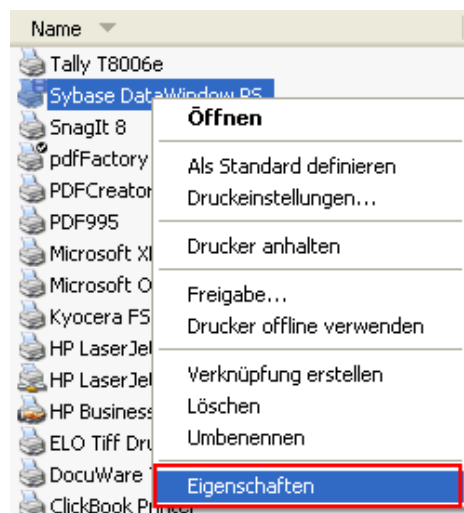 Name
Tally T8006e
Sybase DataWindow PS
SnagIt 8
pdfFactory
PDFCreator
PDF995
Microsoft
Microsoft
Kyocera FS
HP
HP
HP Business
ELO Tiff
DocuWare
ClickBook Printer
Öffnen
Als Standard definieren
Druckeinstellungen...
Drucker anhalten
Freigabe...
Drucker offline verwenden
Verknüpfung erstellen
Löschen
Umbenennen
Eigenschaften